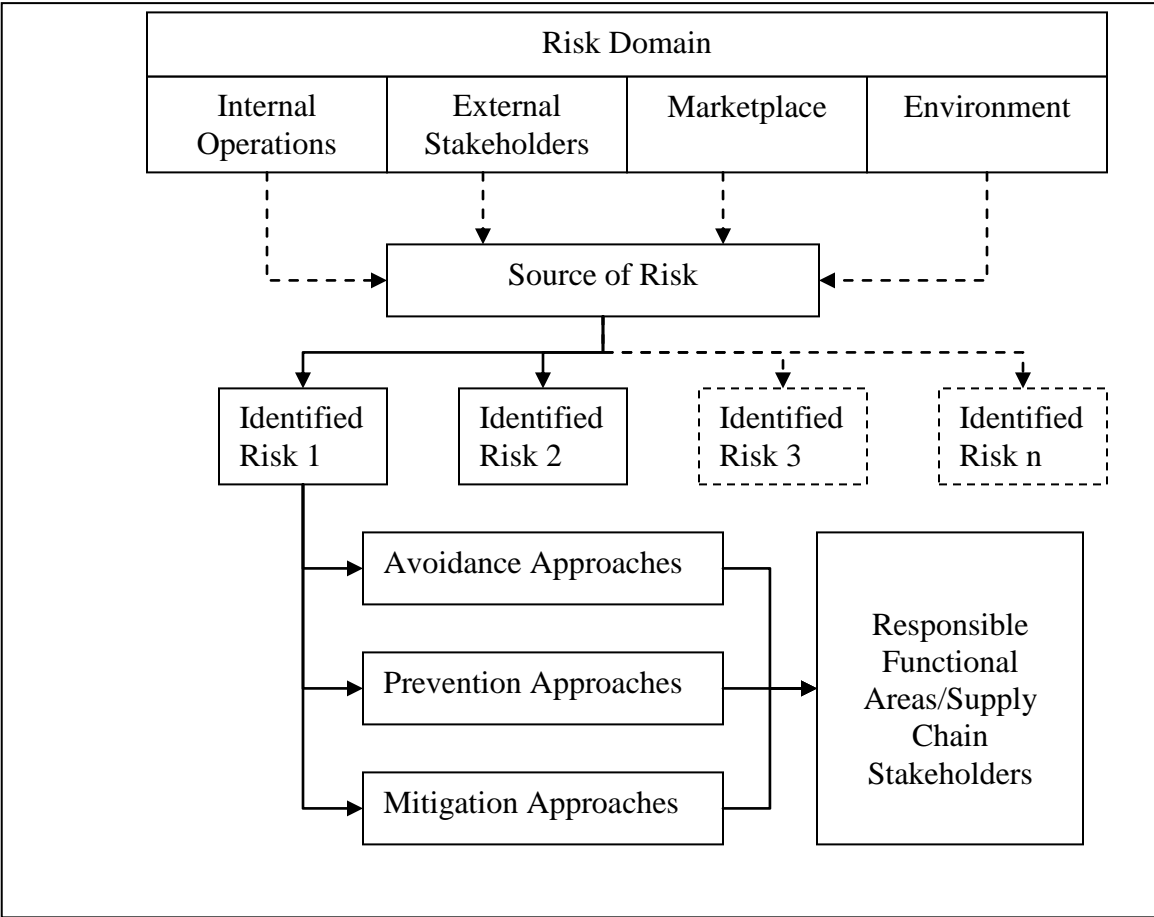 Risk Domain
Internal
Operations
External
Stakeholders
Marketplace
Environment
Source of Risk
Identified
Risk 1
Identified
Risk 2
Identified
Risk 3
Identified
Risk n
Avoidance Approaches
Prevention Approaches
Mitigation Approaches
Responsible
Functional
Areas/Supply
Chain
Stakeholders